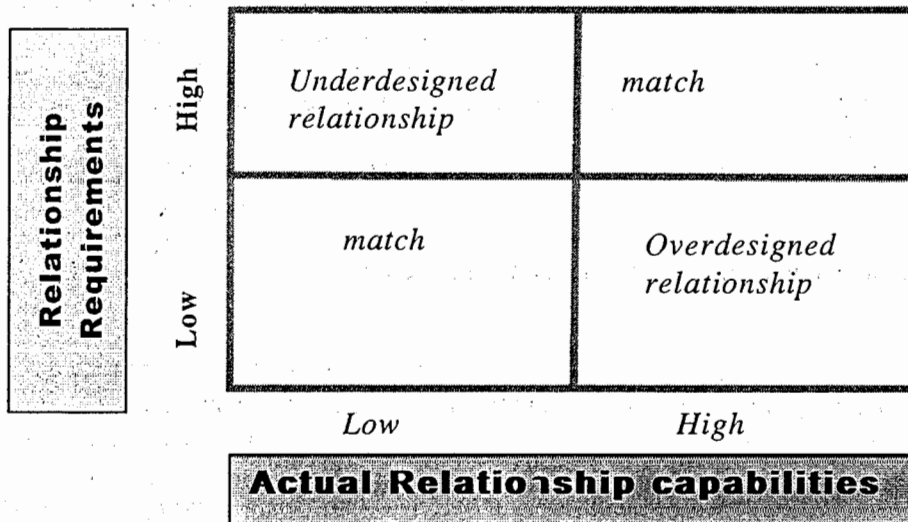 Relationship
Requirements
High
Low
Underdesigned
relationship
match
match
Overdesigned
relationship
Low
High
Actual Relationship capabilities